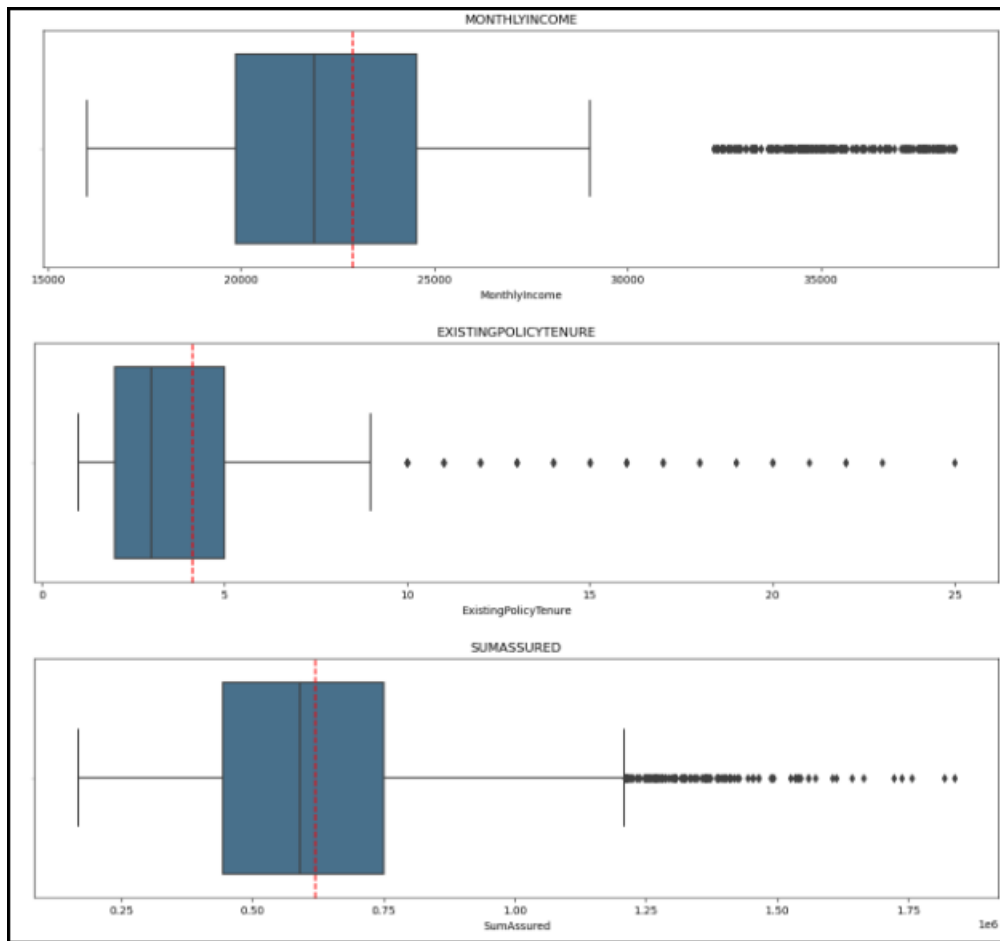 MONTHLYINCOME
15000 20000 25000 30000 35000
MonthlyIncome
EXISTINGPOLICYTENURE
0 5 10 15 20 25
ExistingPolicyTenure
SUMASSURED
0.25 0.50 0.75 1.00 1.25 1.50 1.75
1e6
SumAssured